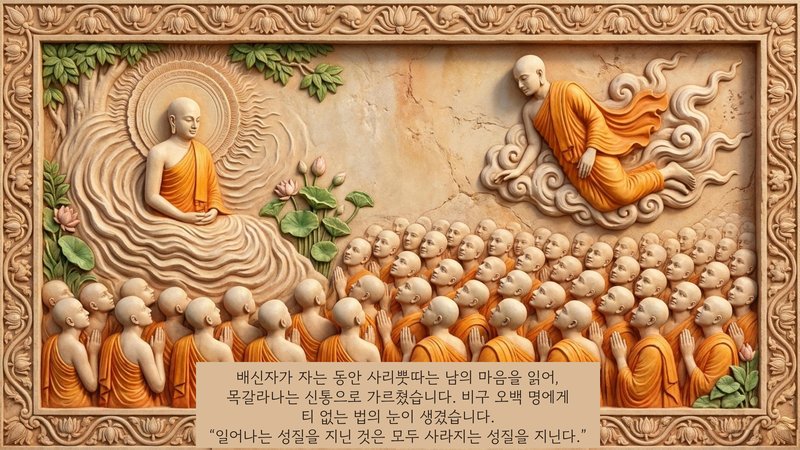 배신자가 자는 동안 사리뿟따는 남의 마음을 읽어,
목갈라나는 신통으로 가르쳤습니다. 비구 오백 명에게
티 없는 법의 눈이 생겼습니다.
“일어나는 성질을 지닌 것은 모두 사라지는 성질을 지닌다.”